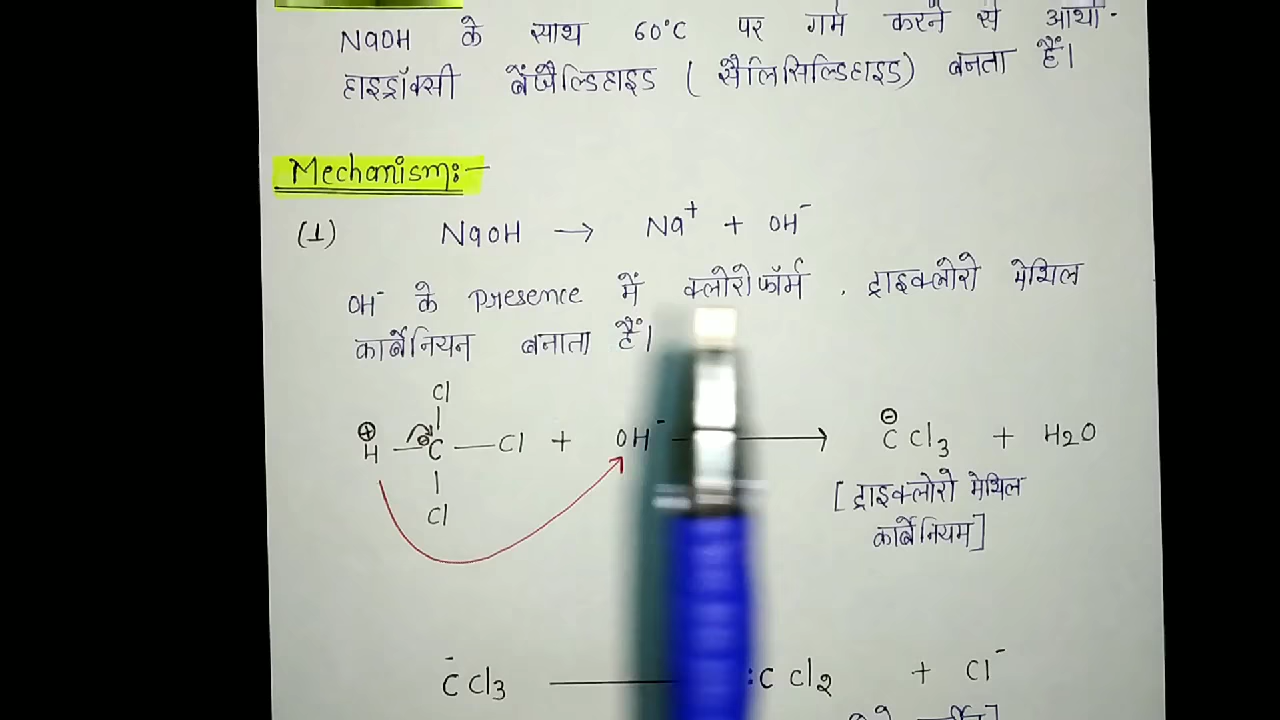 NaOH के साथ 60°C पर गर्म करने से आर्थो-
हाइड्रॉक्सी बेंजैल्डिहाइड ( सैलिसिल्डिहाइड) बनता हैं।
Mechanism:-
(1) NaOH → Na⁺ + OH⁻
OH⁻ के Presence में क्लोरोफॉर्म . ट्राइक्लोरो मेथिल
कार्बेनियन बनाता हैं।
Cl
⊕
H — C — Cl + OH⁻ → ⊖CCl₃ + H₂O
Cl
[ ट्राइक्लोरो मेथिल
कार्बेनियम]
C̄Cl₃ — :CCl₂ + Cl⁻